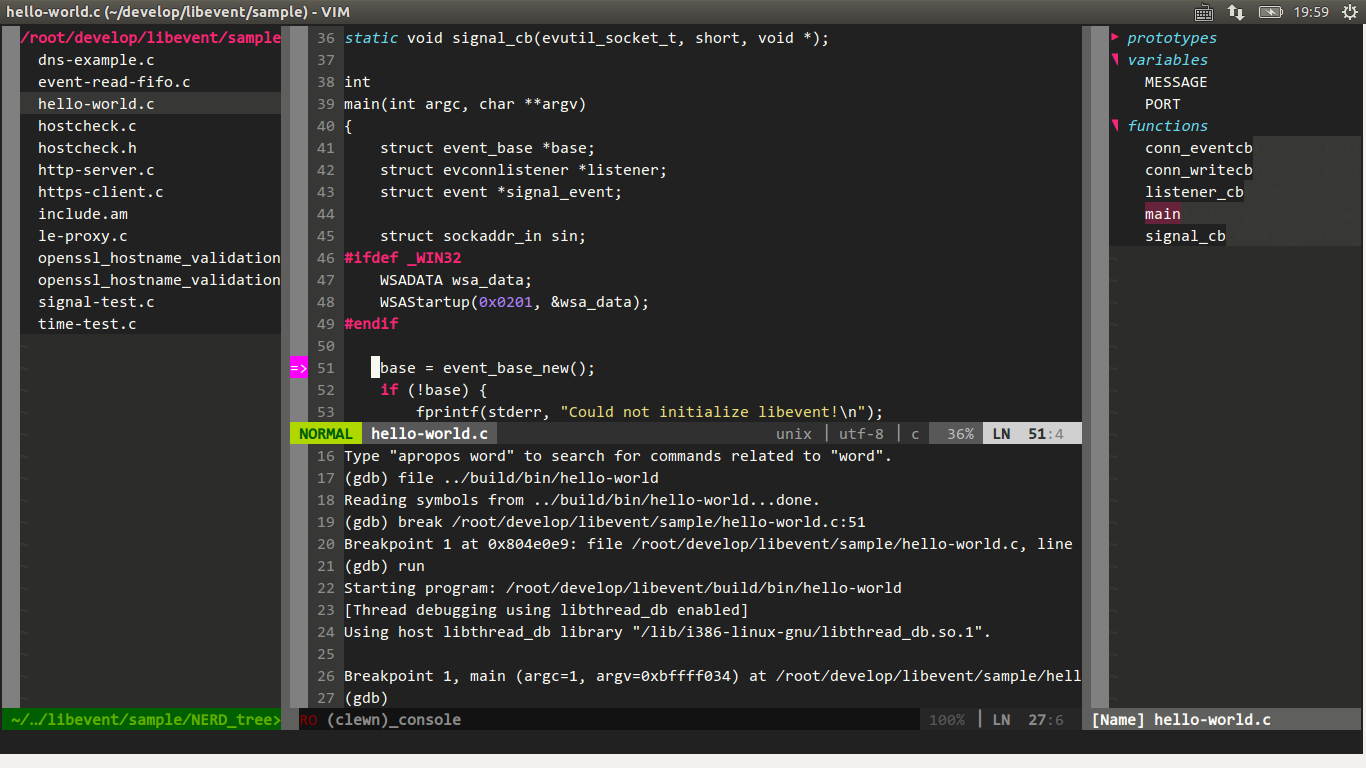 hello-world.c (~/develop/libevent/sample) - VIM
19:59
/root/develop/libevent/sample
dns-example.c
event-read-fifo.c
hello-world.c
hostcheck.c
hostcheck.h
http-server.c
https-client.c
include.am
le-proxy.c
openssl_hostname_validation
openssl_hostname_validation
signal-test.c
time-test.c
~/../libevent/sample/NERD_tree>
36 static void signal_cb(evutil_socket_t, short, void *);
37
38 int
39 main(int argc, char **argv)
40 {
41     struct event_base *base;
42     struct evconnlistener *listener;
43     struct event *signal_event;
44
45     struct sockaddr_in sin;
46 #ifdef _WIN32
47     WSADATA wsa_data;
48     WSAStartup(0x0201, &wsa_data);
49 #endif
50
=> 51     base = event_base_new();
52     if (!base) {
53         fprintf(stderr, "Could not initialize libevent!\n");
NORMAL hello-world.c unix | utf-8 | c 36% LN 51:4
16 Type "apropos word" to search for commands related to "word".
17 (gdb) file ../build/bin/hello-world
18 Reading symbols from ../build/bin/hello-world...done.
19 (gdb) break /root/develop/libevent/sample/hello-world.c:51
20 Breakpoint 1 at 0x804e0e9: file /root/develop/libevent/sample/hello-world.c, line
21 (gdb) run
22 Starting program: /root/develop/libevent/build/bin/hello-world
23 [Thread debugging using libthread_db enabled]
24 Using host libthread_db library "/lib/i386-linux-gnu/libthread_db.so.1".
25
26 Breakpoint 1, main (argc=1, argv=0xbffff034) at /root/develop/libevent/sample/hell
27 (gdb)
RO (clewn)_console 100% | LN 27:6
prototypes
variables
MESSAGE
PORT
functions
conn_eventcb
conn_writecb
listener_cb
main
signal_cb
[Name] hello-world.c